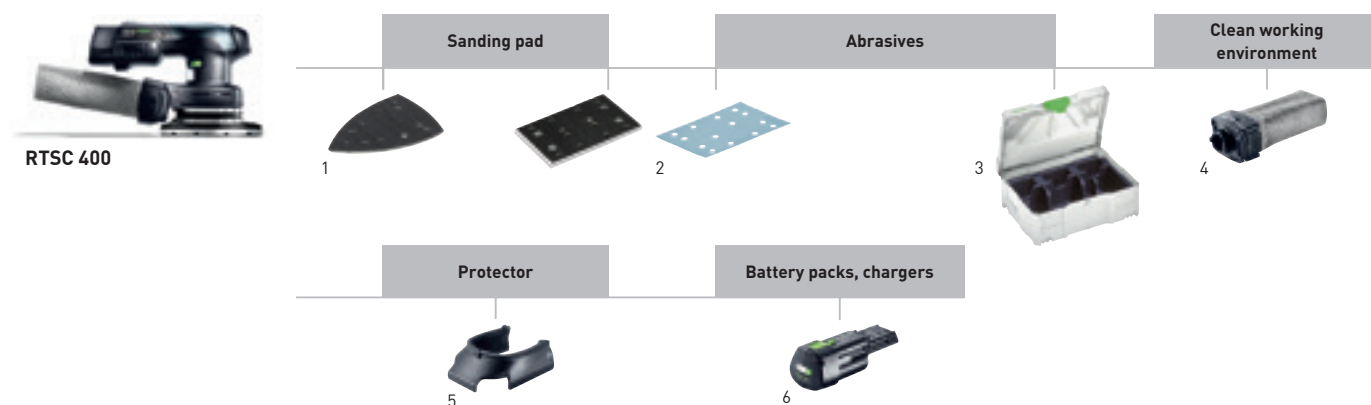 Sanding pad
Abrasives
Clean working
environment
RTSC 400
1
2
3
4
Protector
Battery packs, chargers
5
6